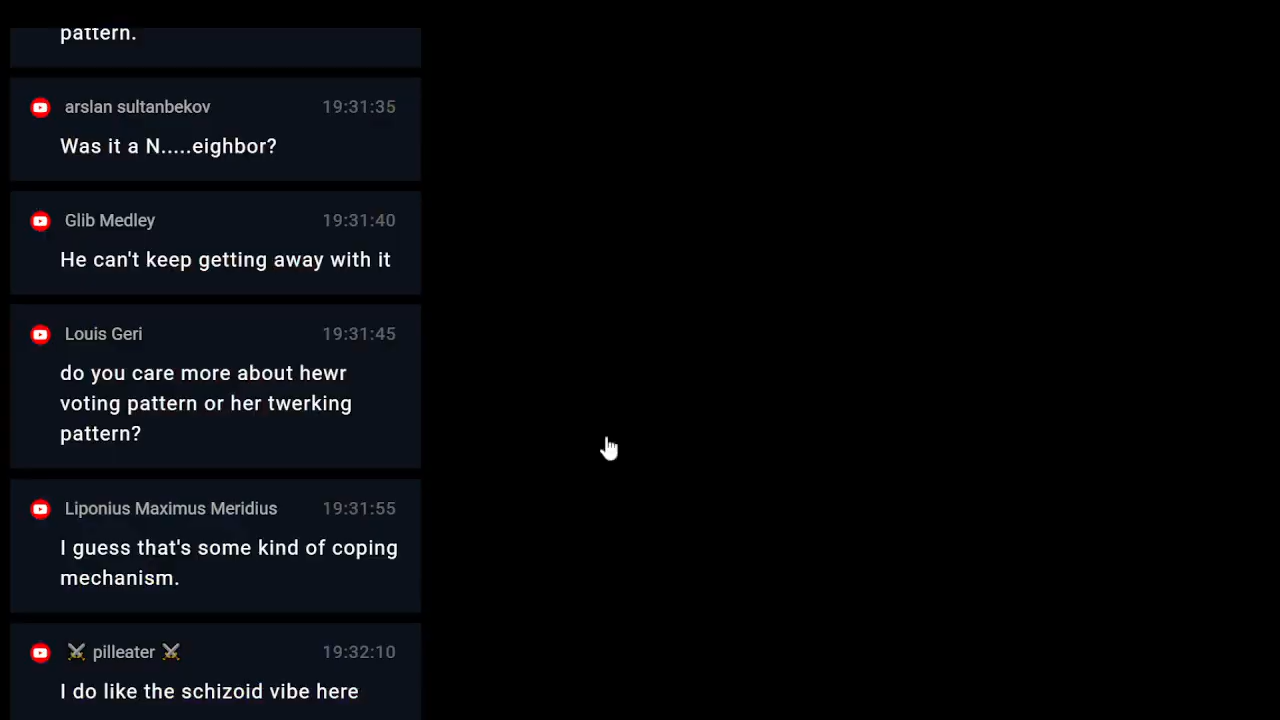 pattern.
arslan sultanbekov 19:31:35
Was it a N.....eighbor?
Glib Medley 19:31:40
He can't keep getting away with it
Louis Geri 19:31:45
do you care more about hewr
voting pattern or her twerking
pattern?
Liponius Maximus Meridius 19:31:55
I guess that's some kind of coping
mechanism.
⚔ pilleater ⚔ 19:32:10
I do like the schizoid vibe here